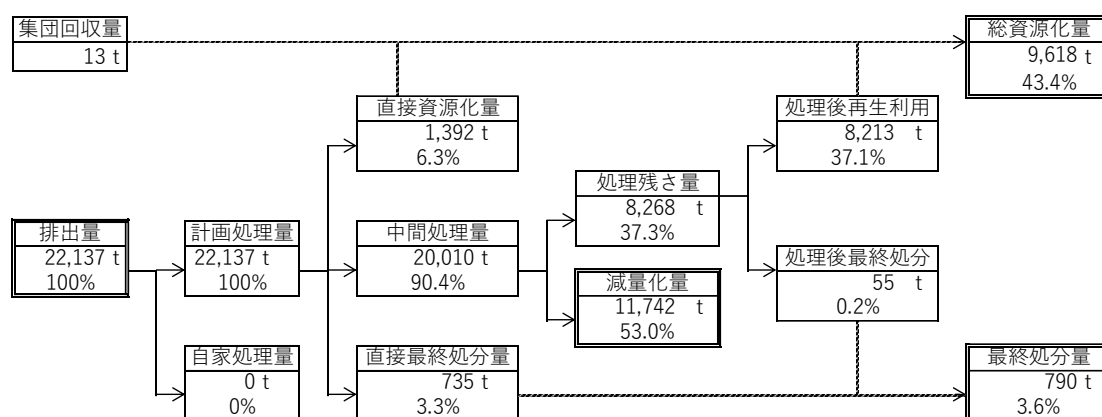 集団回収量
13 t
総資源化量
9,618 t
43.4%
直接資源化量
1,392 t
6.3%
処理後再生利用
8,213 t
37.1%
処理残さ量
8,268 t
37.3%
排出量
22,137 t
100%
計画処理量
22,137 t
100%
中間処理量
20,010 t
90.4%
減量化量
11,742 t
53.0%
処理後最終処分
55 t
0.2%
自家処理量
0 t
0%
直接最終処分量
735 t
3.3%
最終処分量
790 t
3.6%